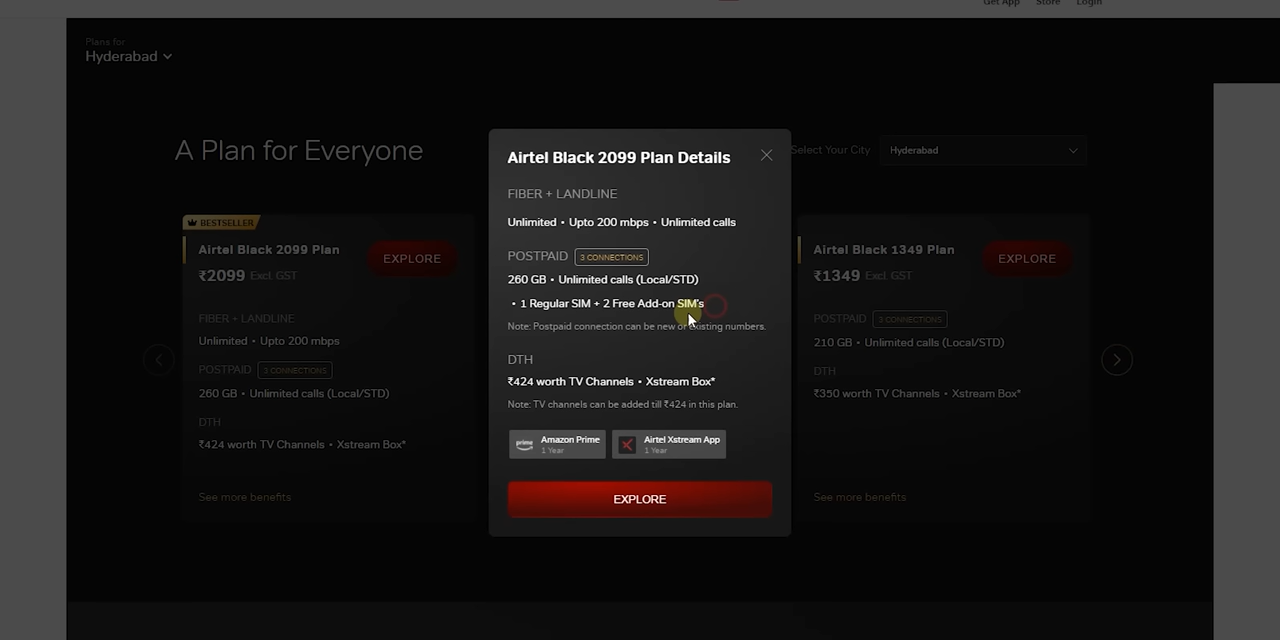 Get App Store Login
Plans for
Hyderabad
A Plan for Everyone
Select Your City Hyderabad
BESTSELLER
Airtel Black 2099 Plan
EXPLORE
₹2099 Excl. GST
FIBER + LANDLINE
Unlimited • Upto 200 mbps
POSTPAID 3 CONNECTIONS
260 GB • Unlimited calls (Local/STD)
DTH
₹424 worth TV Channels • Xstream Box*
See more benefits
Airtel Black 2099 Plan Details
FIBER + LANDLINE
Unlimited • Upto 200 mbps • Unlimited calls
POSTPAID 3 CONNECTIONS
260 GB • Unlimited calls (Local/STD)
• 1 Regular SIM + 2 Free Add-on SIM's
Note: Postpaid connection can be new or existing numbers.
DTH
₹424 worth TV Channels • Xstream Box*
Note: TV channels can be added till ₹424 in this plan.
prime
Amazon Prime
1 Year
Airtel Xstream App
1 Year
EXPLORE
Airtel Black 1349 Plan
EXPLORE
₹1349 Excl. GST
POSTPAID 3 CONNECTIONS
210 GB • Unlimited calls (Local/STD)
DTH
₹350 worth TV Channels • Xstream Box*
See more benefits